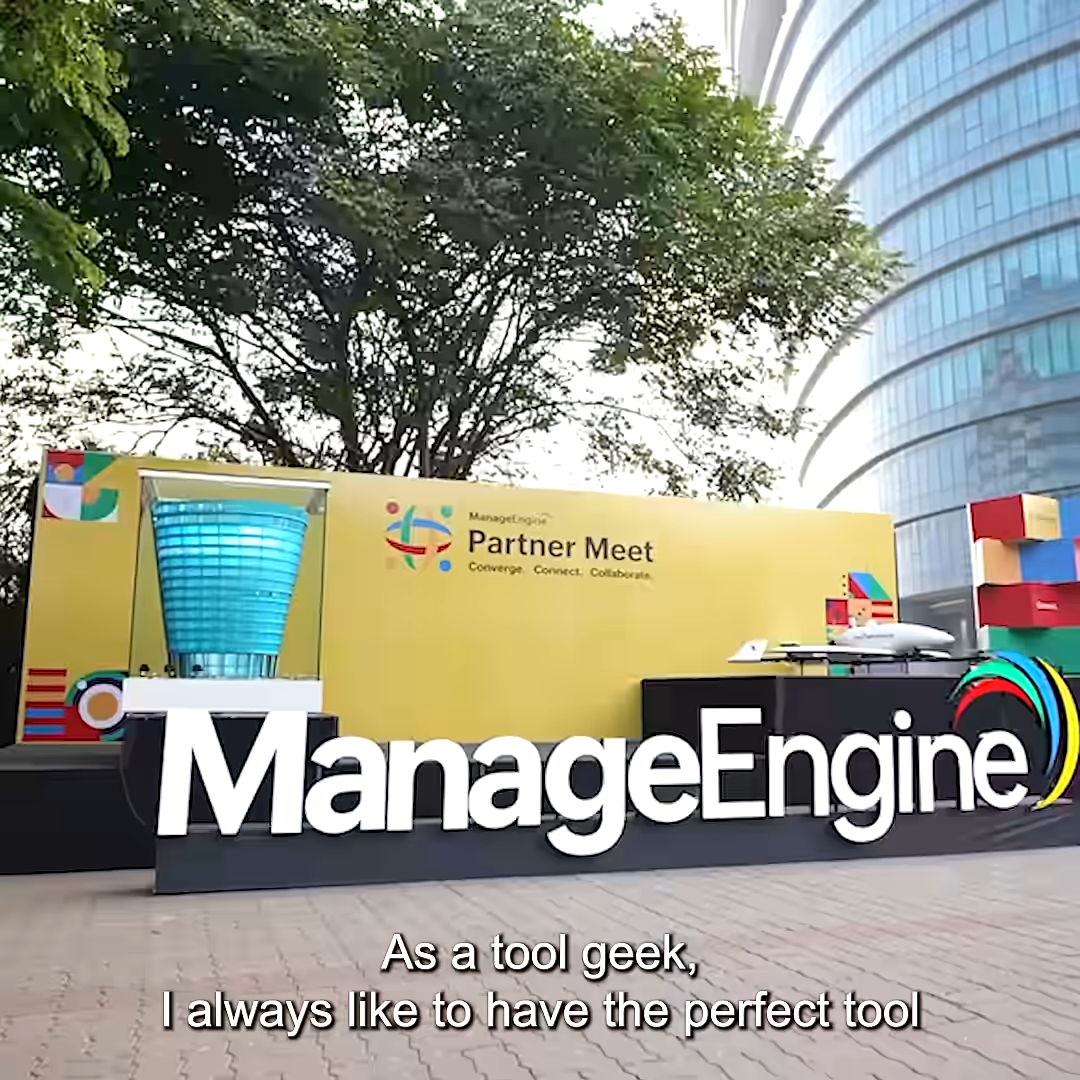 ManageEngine
Partner Meet
Converge. Connect. Collaborate.
ManageEngine
As a tool geek,
I always like to have the perfect tool